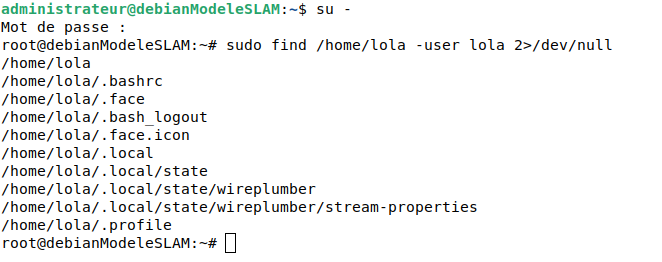 administrateur@debianModeleSLAM:~$ su -
Mot de passe :
root@debianModeleSLAM:~# sudo find /home/lola -user lola 2>/dev/null
/home/lola
/home/lola/.bashrc
/home/lola/.face
/home/lola/.bash_logout
/home/lola/.face.icon
/home/lola/.local
/home/lola/.local/state
/home/lola/.local/state/wireplumber
/home/lola/.local/state/wireplumber/stream-properties
/home/lola/.profile
root@debianModeleSLAM:~#